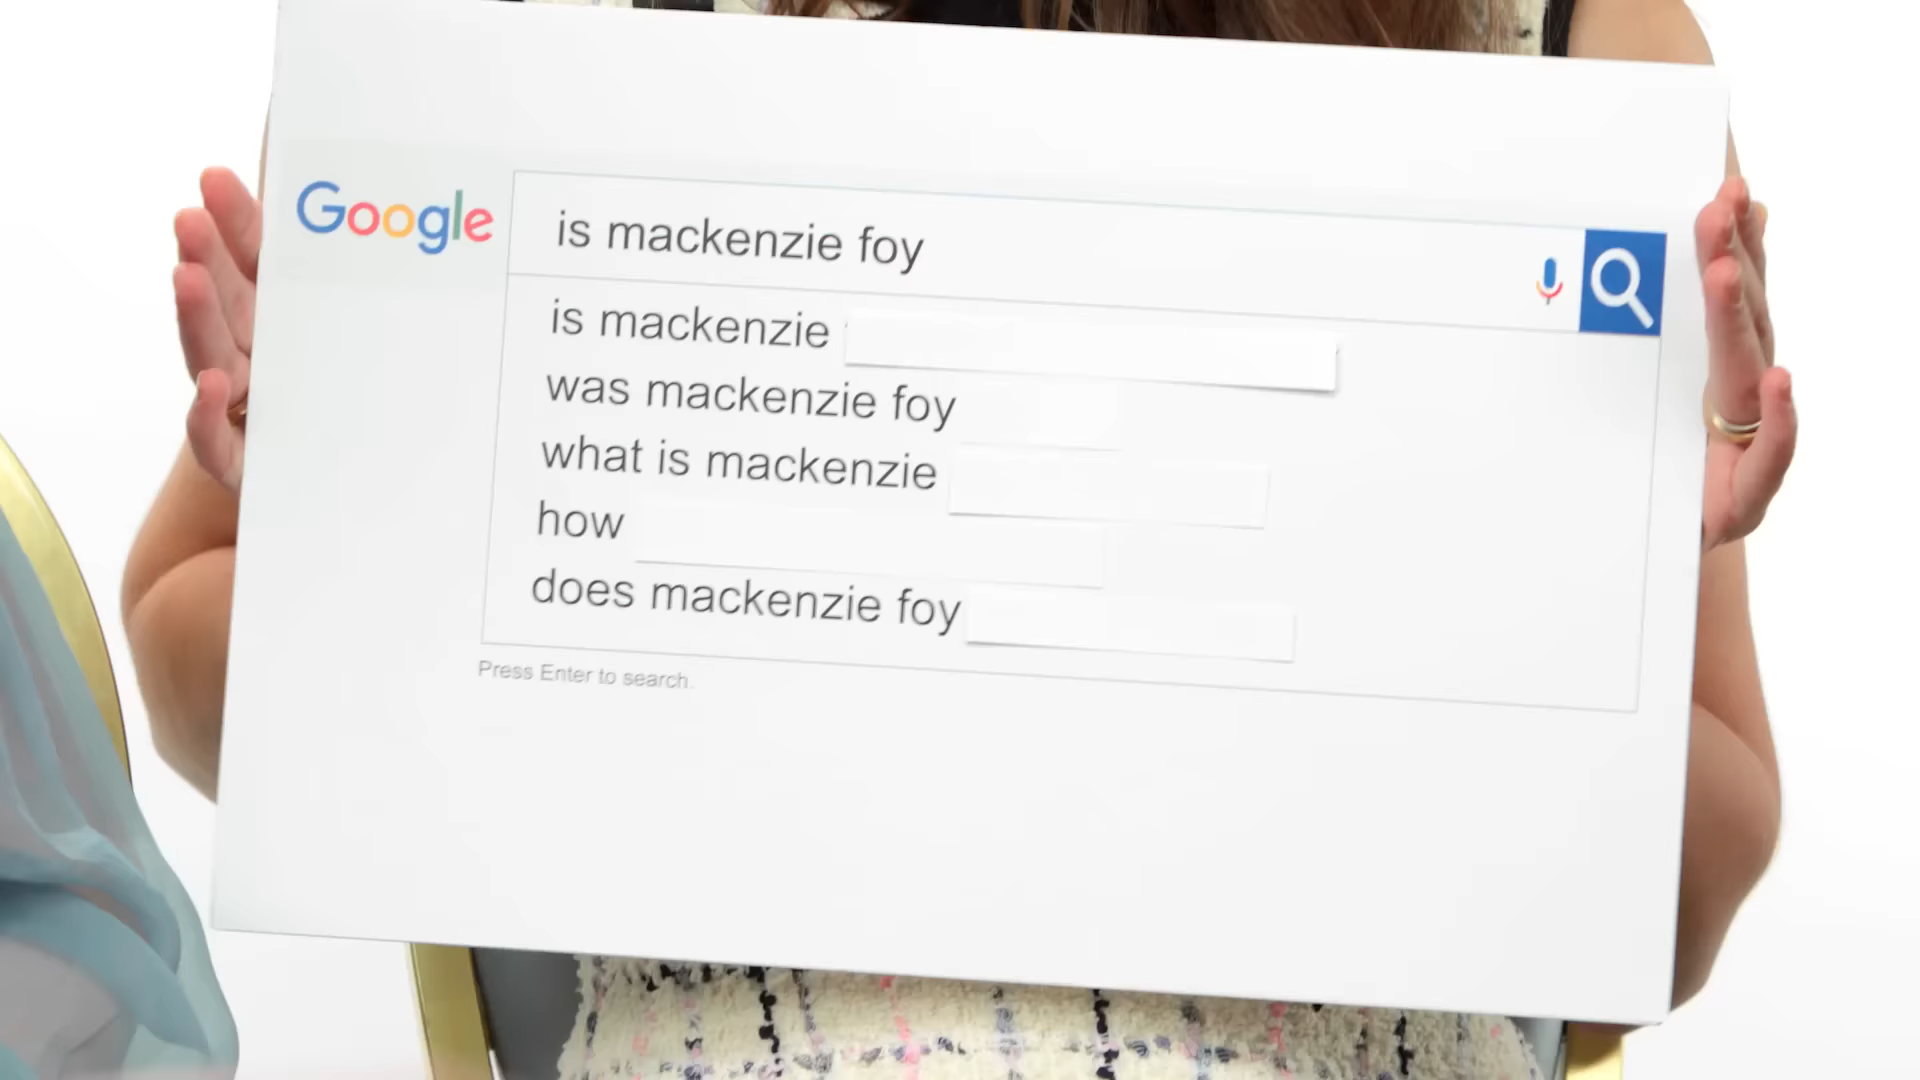 Google
is mackenzie foy
is mackenzie
was mackenzie foy
what is mackenzie
how
does mackenzie foy
Press Enter to search.